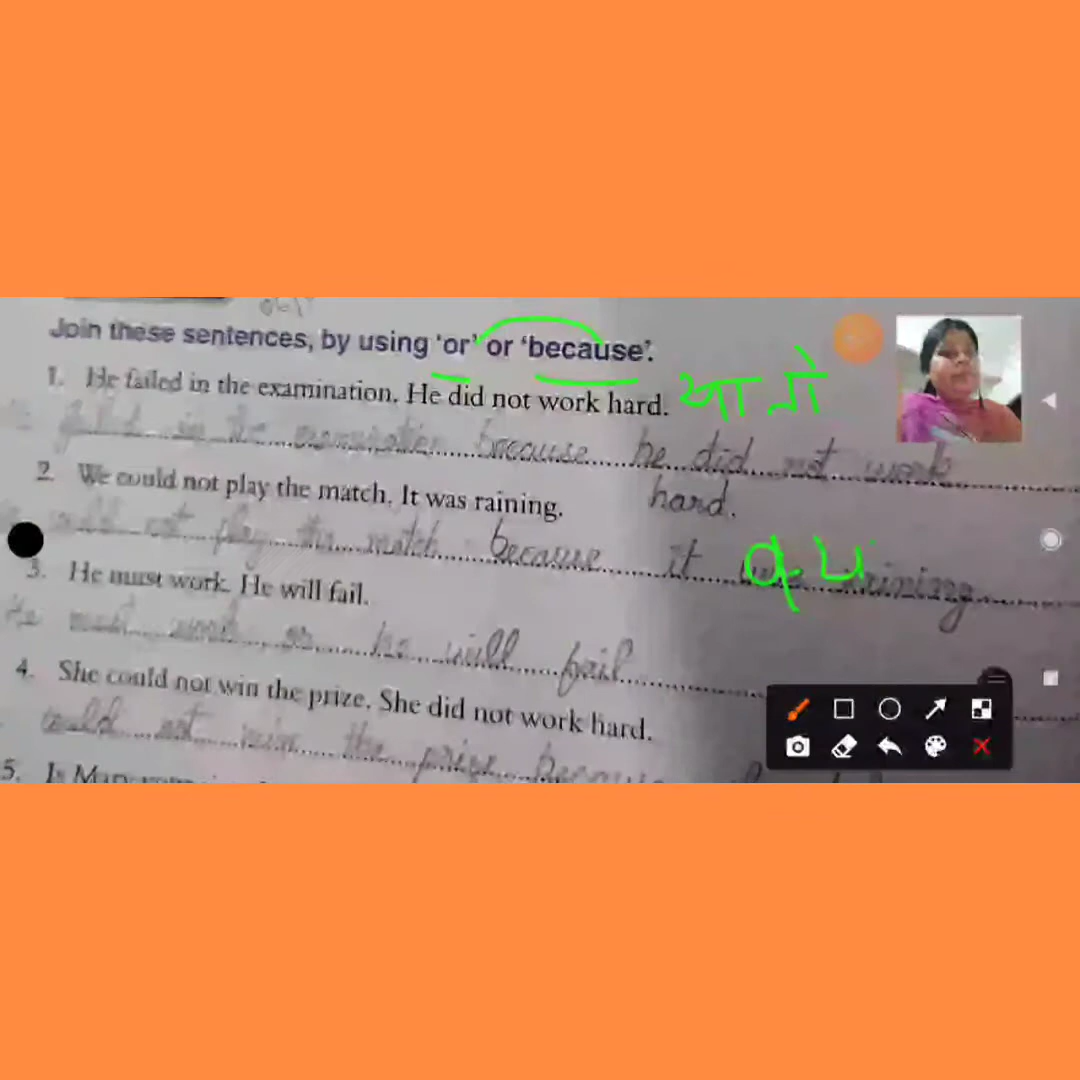 Join these sentences, by using 'or' or 'because'.
1. He failed in the examination. He did not work hard.
failed in the examination because he did not work
hard.
2. We could not play the match. It was raining.
could not play the match because it was raining
3. He must work. He will fail.
He must work or he will fail
4. She could not win the prize. She did not work hard.
could not win the prize because
5. Is